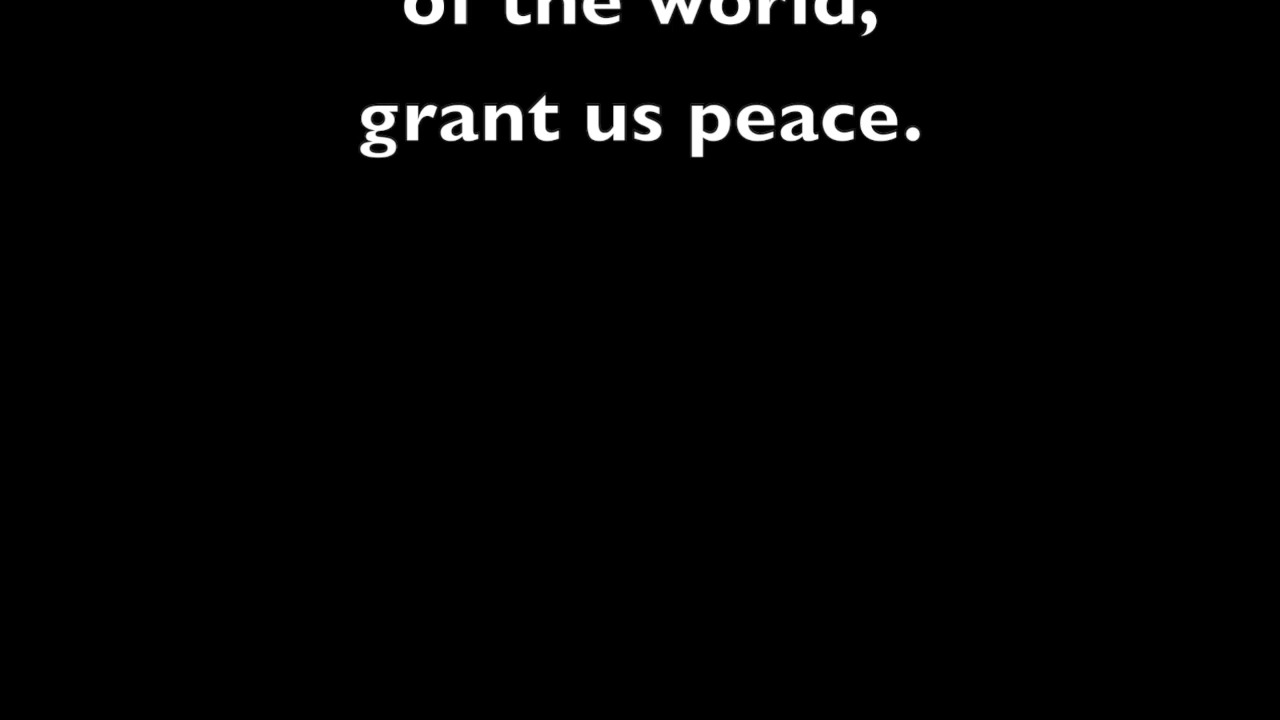 of the world,
grant us peace.